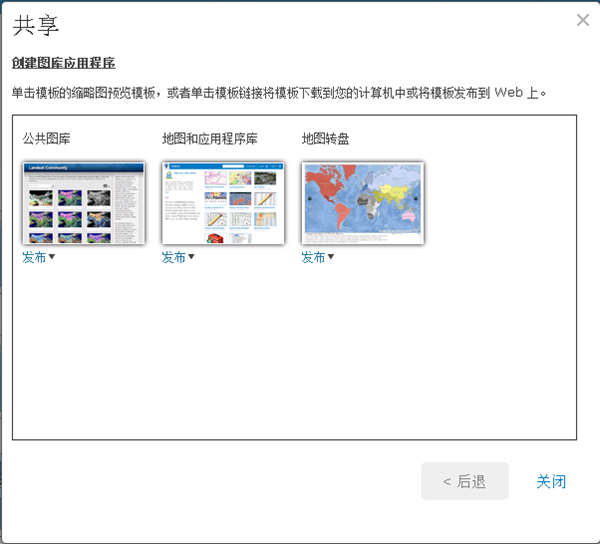 共享
创建图库应用程序
单击模板的缩略图预览模板，或者单击模板链接将模板下载到您的计算机中或将模板发布到 Web 上。
公共图库 地图和应用程序库 地图转盘
Landsat Community
发布 发布 发布
< 后退 关闭